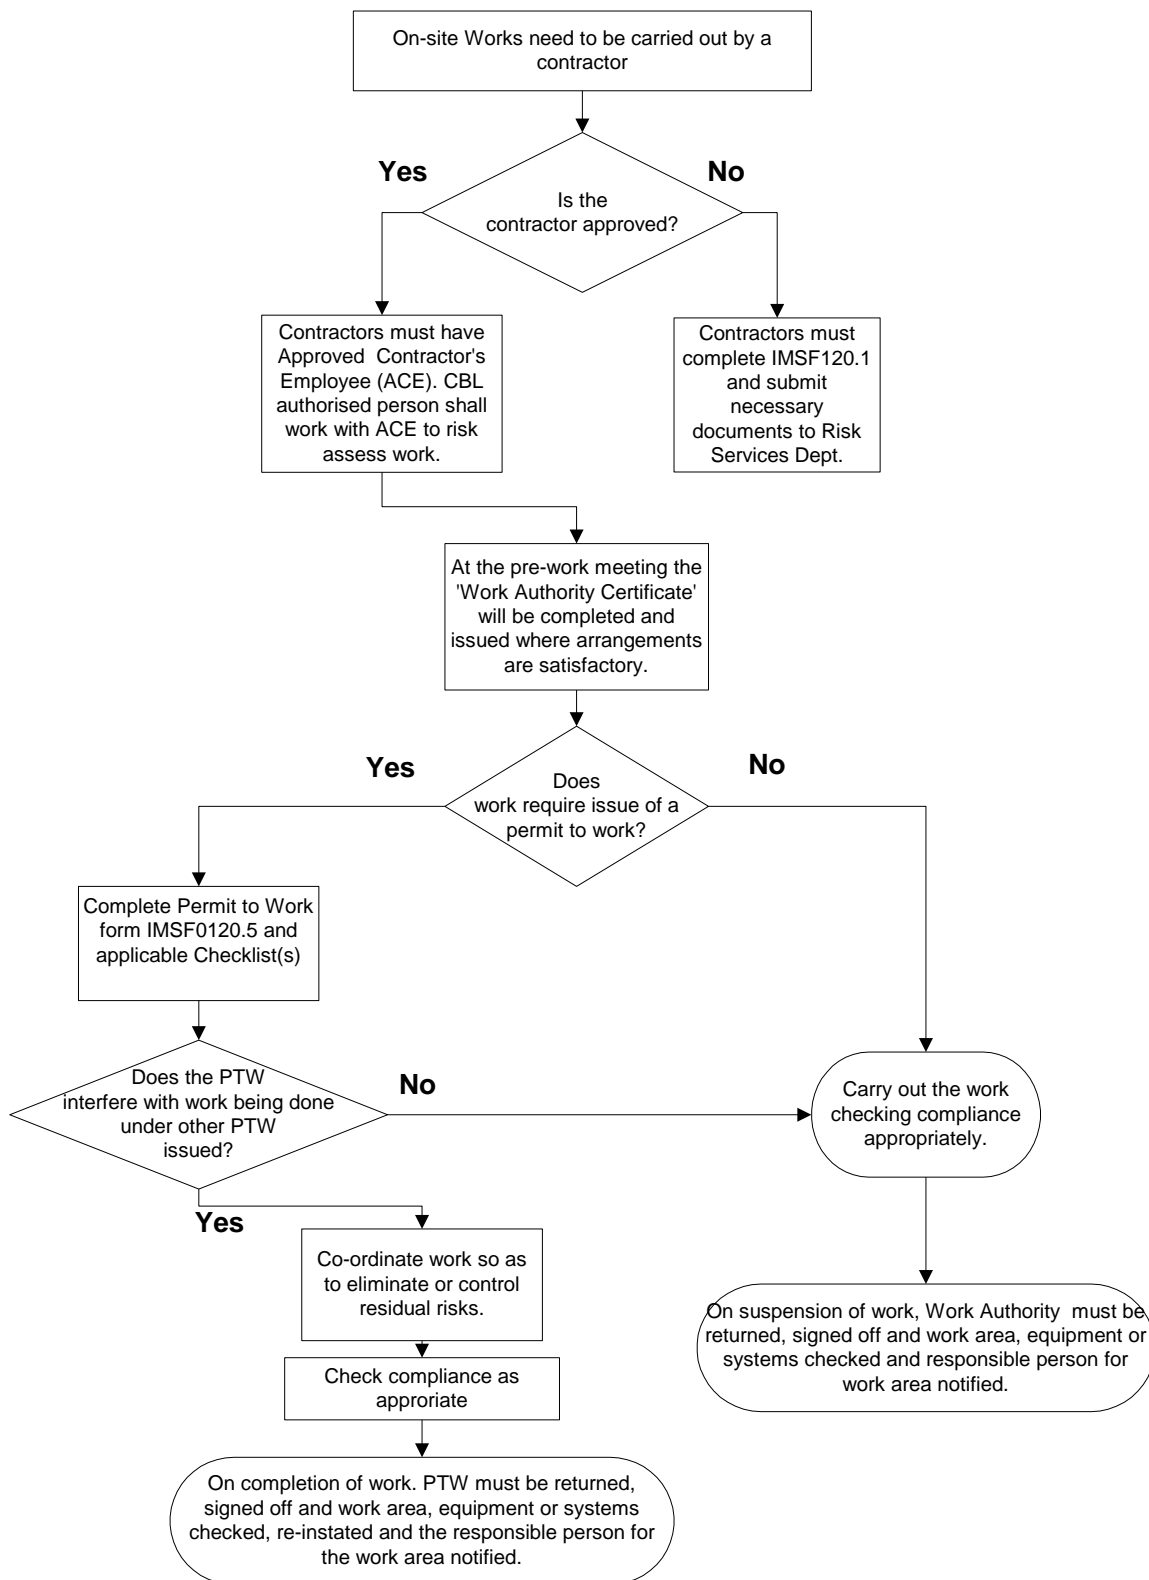 On-site Works need to be carried out by a
contractor
Yes
No
Is the
contractor approved?
Contractors must have
Approved Contractor's
Employee (ACE). CBL
authorised person shall
work with ACE to risk
assess work.
Contractors must
complete IMSF120.1
and submit
necessary
documents to Risk
Services Dept.
At the pre-work meeting the
'Work Authority Certificate'
will be completed and
issued where arrangements
are satisfactory.
Yes
No
Does
work require issue of a
permit to work?
Complete Permit to Work
form IMSF0120.5 and
applicable Checklist(s)
Does the PTW
interfere with work being done
under other PTW
issued?
No
Carry out the work
checking compliance
appropriately.
Yes
Co-ordinate work so as
to eliminate or control
residual risks.
On suspension of work, Work Authority must be
returned, signed off and work area, equipment or
systems checked and responsible person for
work area notified.
Check compliance as
approriate
On completion of work. PTW must be returned,
signed off and work area, equipment or systems
checked, re-instated and the responsible person for
the work area notified.